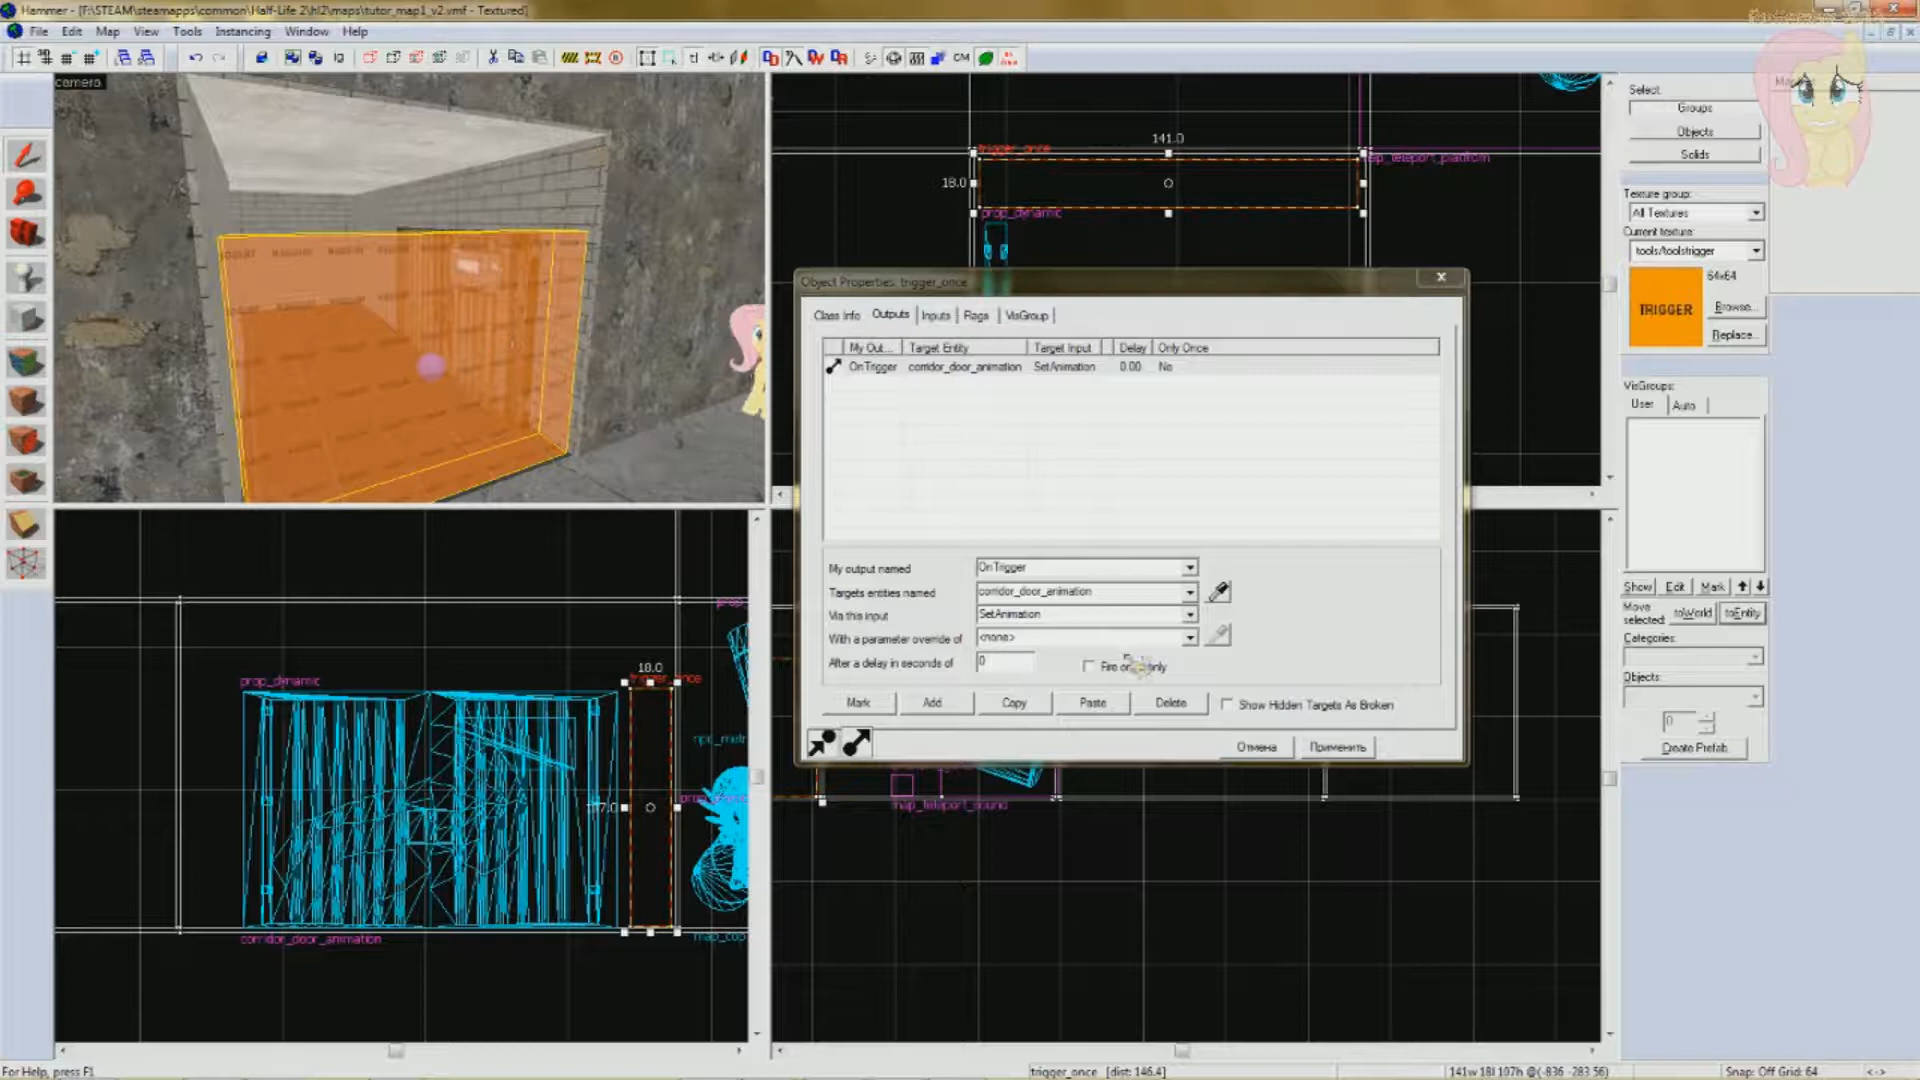 Hammer - [F:\STEAM\steamapps\common\Half-Life 2\hl2\maps\tutor_map1_v2.vmf - Textured]
File Edit Map View Tools Instancing Window Help
camera
141.0
trigger_once
18.0
prop_dynamic
Object Properties: trigger_once
Class Info Outputs Inputs Flags VisGroup
My Out... Target Entity Target Input Delay Only Once
OnTrigger corridor_door_animation SetAnimation 0.00 No
My output named OnTrigger
Targets entities named corridor_door_animation
Via this input SetAnimation
With a parameter override of <none>
After a delay in seconds of 0
Mark Add Copy Paste Delete Show Hidden Targets As Broken
Отмена Применить
Select:
Groups
Objects
Solids
Texture group:
All Textures
Current texture:
tools/toolstrigger
64x64
TRIGGER
Browse...
Replace...
VisGroups:
User Auto
Show Edit Mark
Move selected: toWorld toEntity
Categories:
Objects:
0
Create Prefab
prop_dynamic
18.0
trigger_once
corridor_door_animation
map_teleport_sound
For Help, press F1
trigger_once [dist: 146.4]
141w 18l 107h @(-836 -283.56)
Snap: Off Grid: 64
<->